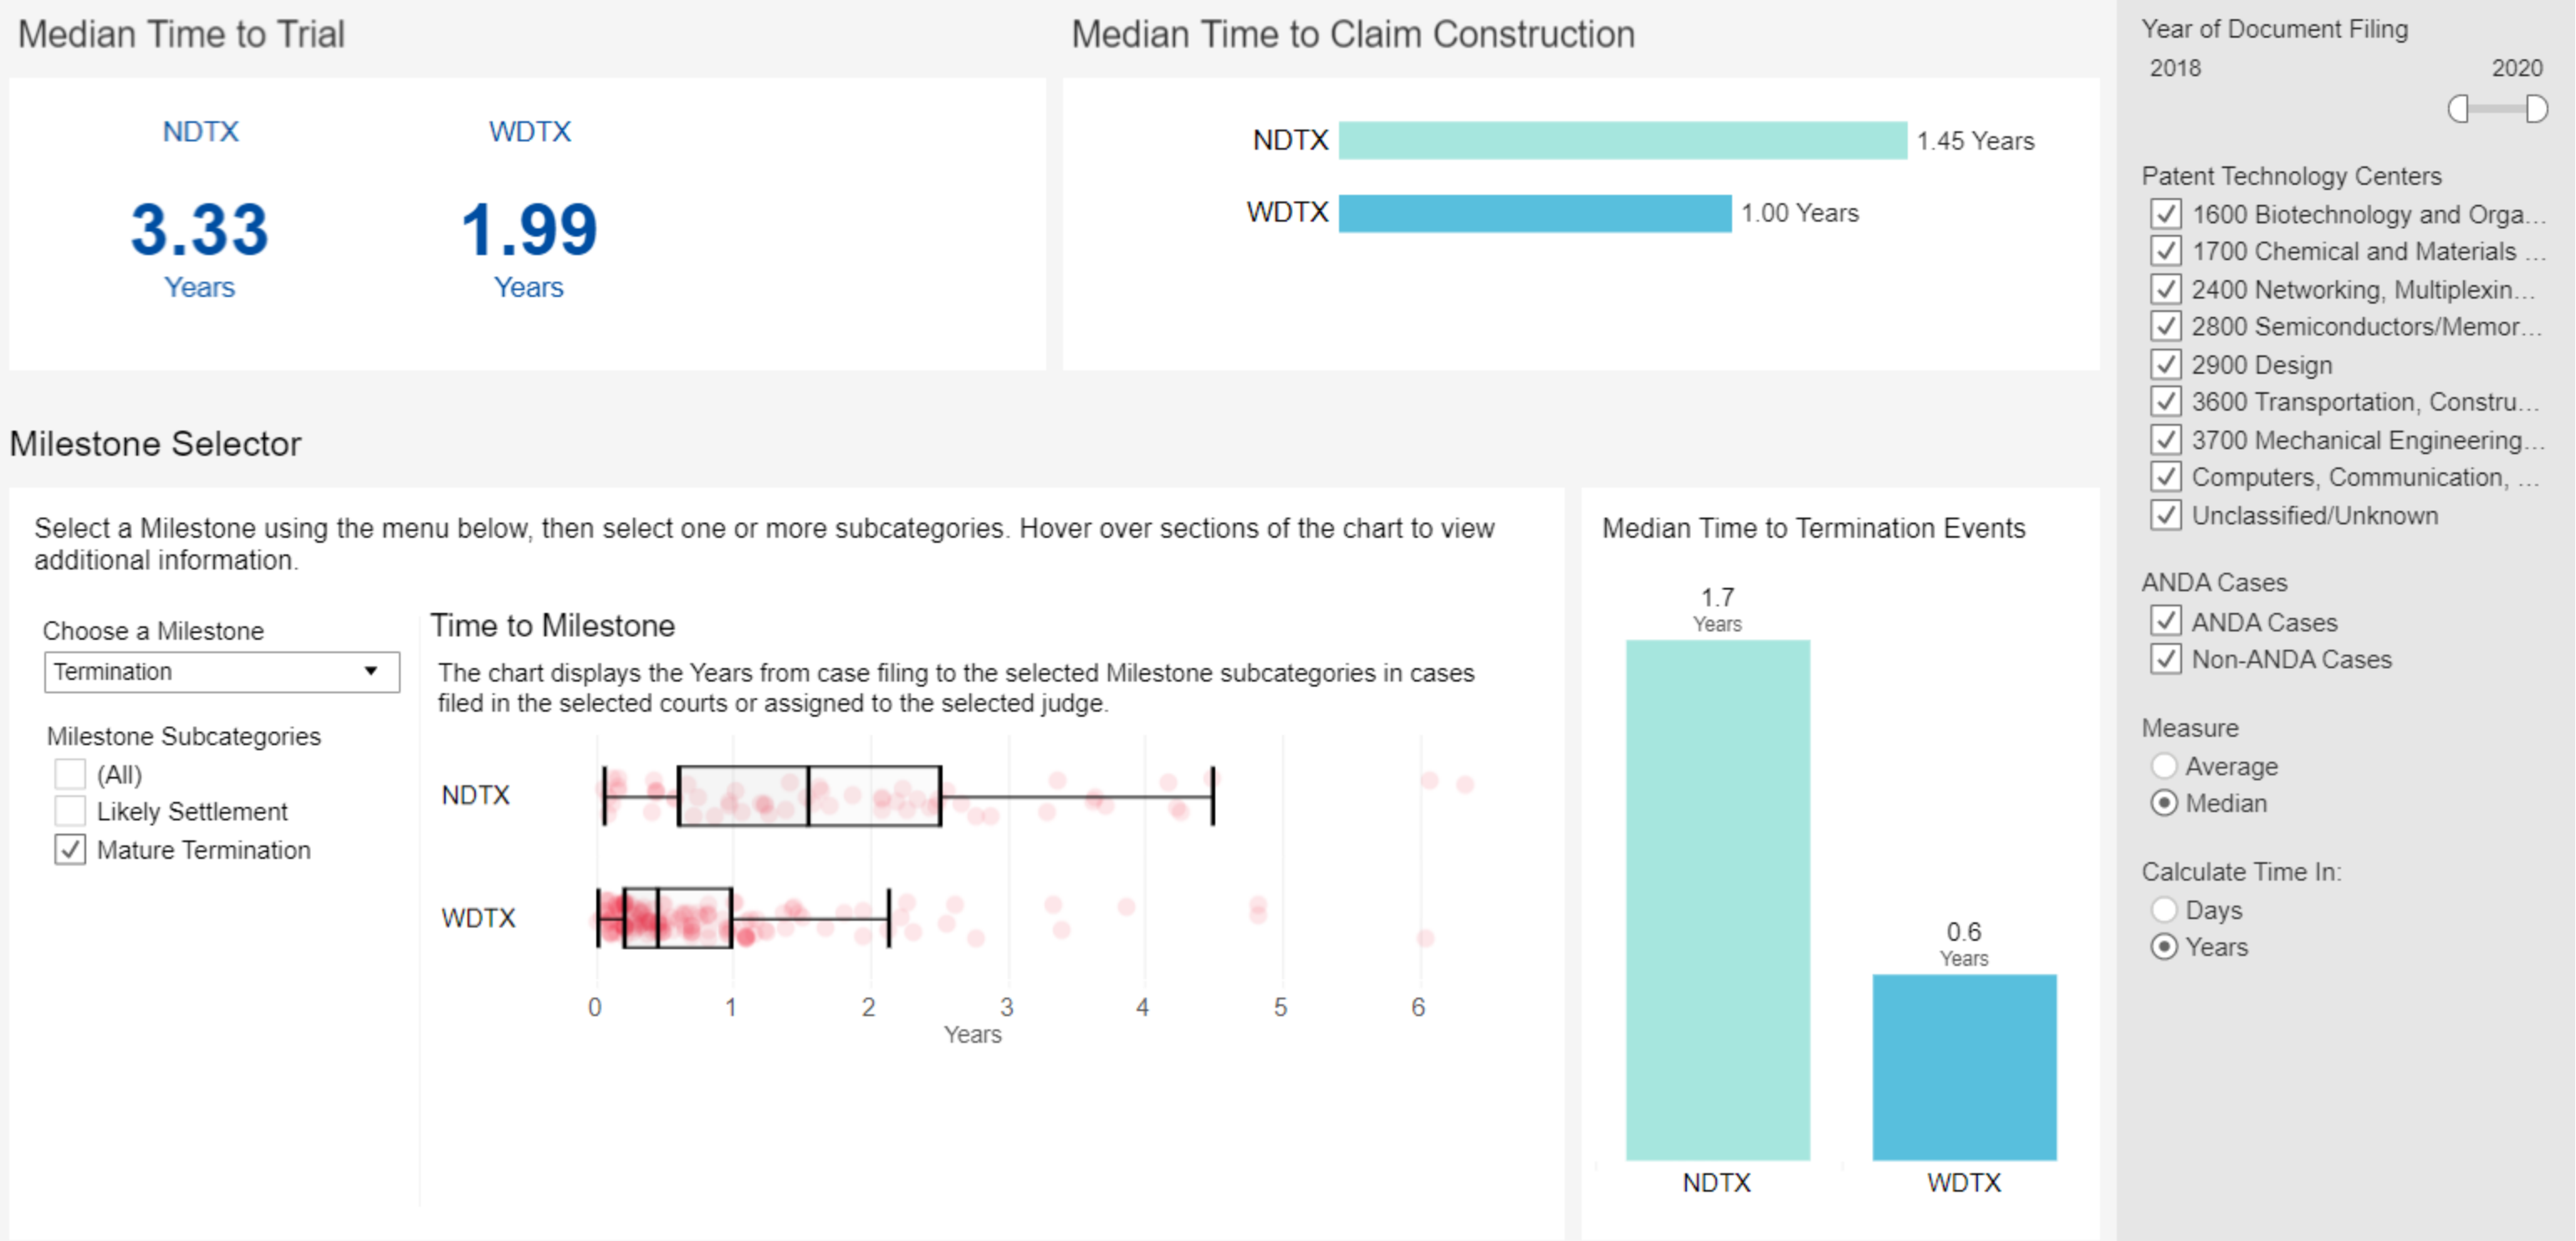 Median Time to Trial
NDTX
WDTX
3.33
1.99
Years
Years
Median Time to Claim Construction
NDTX
1.45 Years
WDTX
1.00 Years
Milestone Selector
Select a Milestone using the menu below, then select one or more subcategories. Hover over sections of the chart to view
additional information.
Choose a Milestone
Termination
Milestone Subcategories
(All)
Likely Settlement
Mature Termination
Time to Milestone
The chart displays the Years from case filing to the selected Milestone subcategories in cases
filed in the selected courts or assigned to the selected judge.
NDTX
WDTX
0 1 2 3 4 5 6
Years
Median Time to Termination Events
1.7
Years
0.6
Years
NDTX
WDTX
Year of Document Filing
2018
2020
Patent Technology Centers
1600 Biotechnology and Orga...
1700 Chemical and Materials ...
2400 Networking, Multiplexin...
2800 Semiconductors/Memor...
2900 Design
3600 Transportation, Constru...
3700 Mechanical Engineering...
Computers, Communication, ...
Unclassified/Unknown
ANDA Cases
ANDA Cases
Non-ANDA Cases
Measure
Average
Median
Calculate Time In:
Days
Years